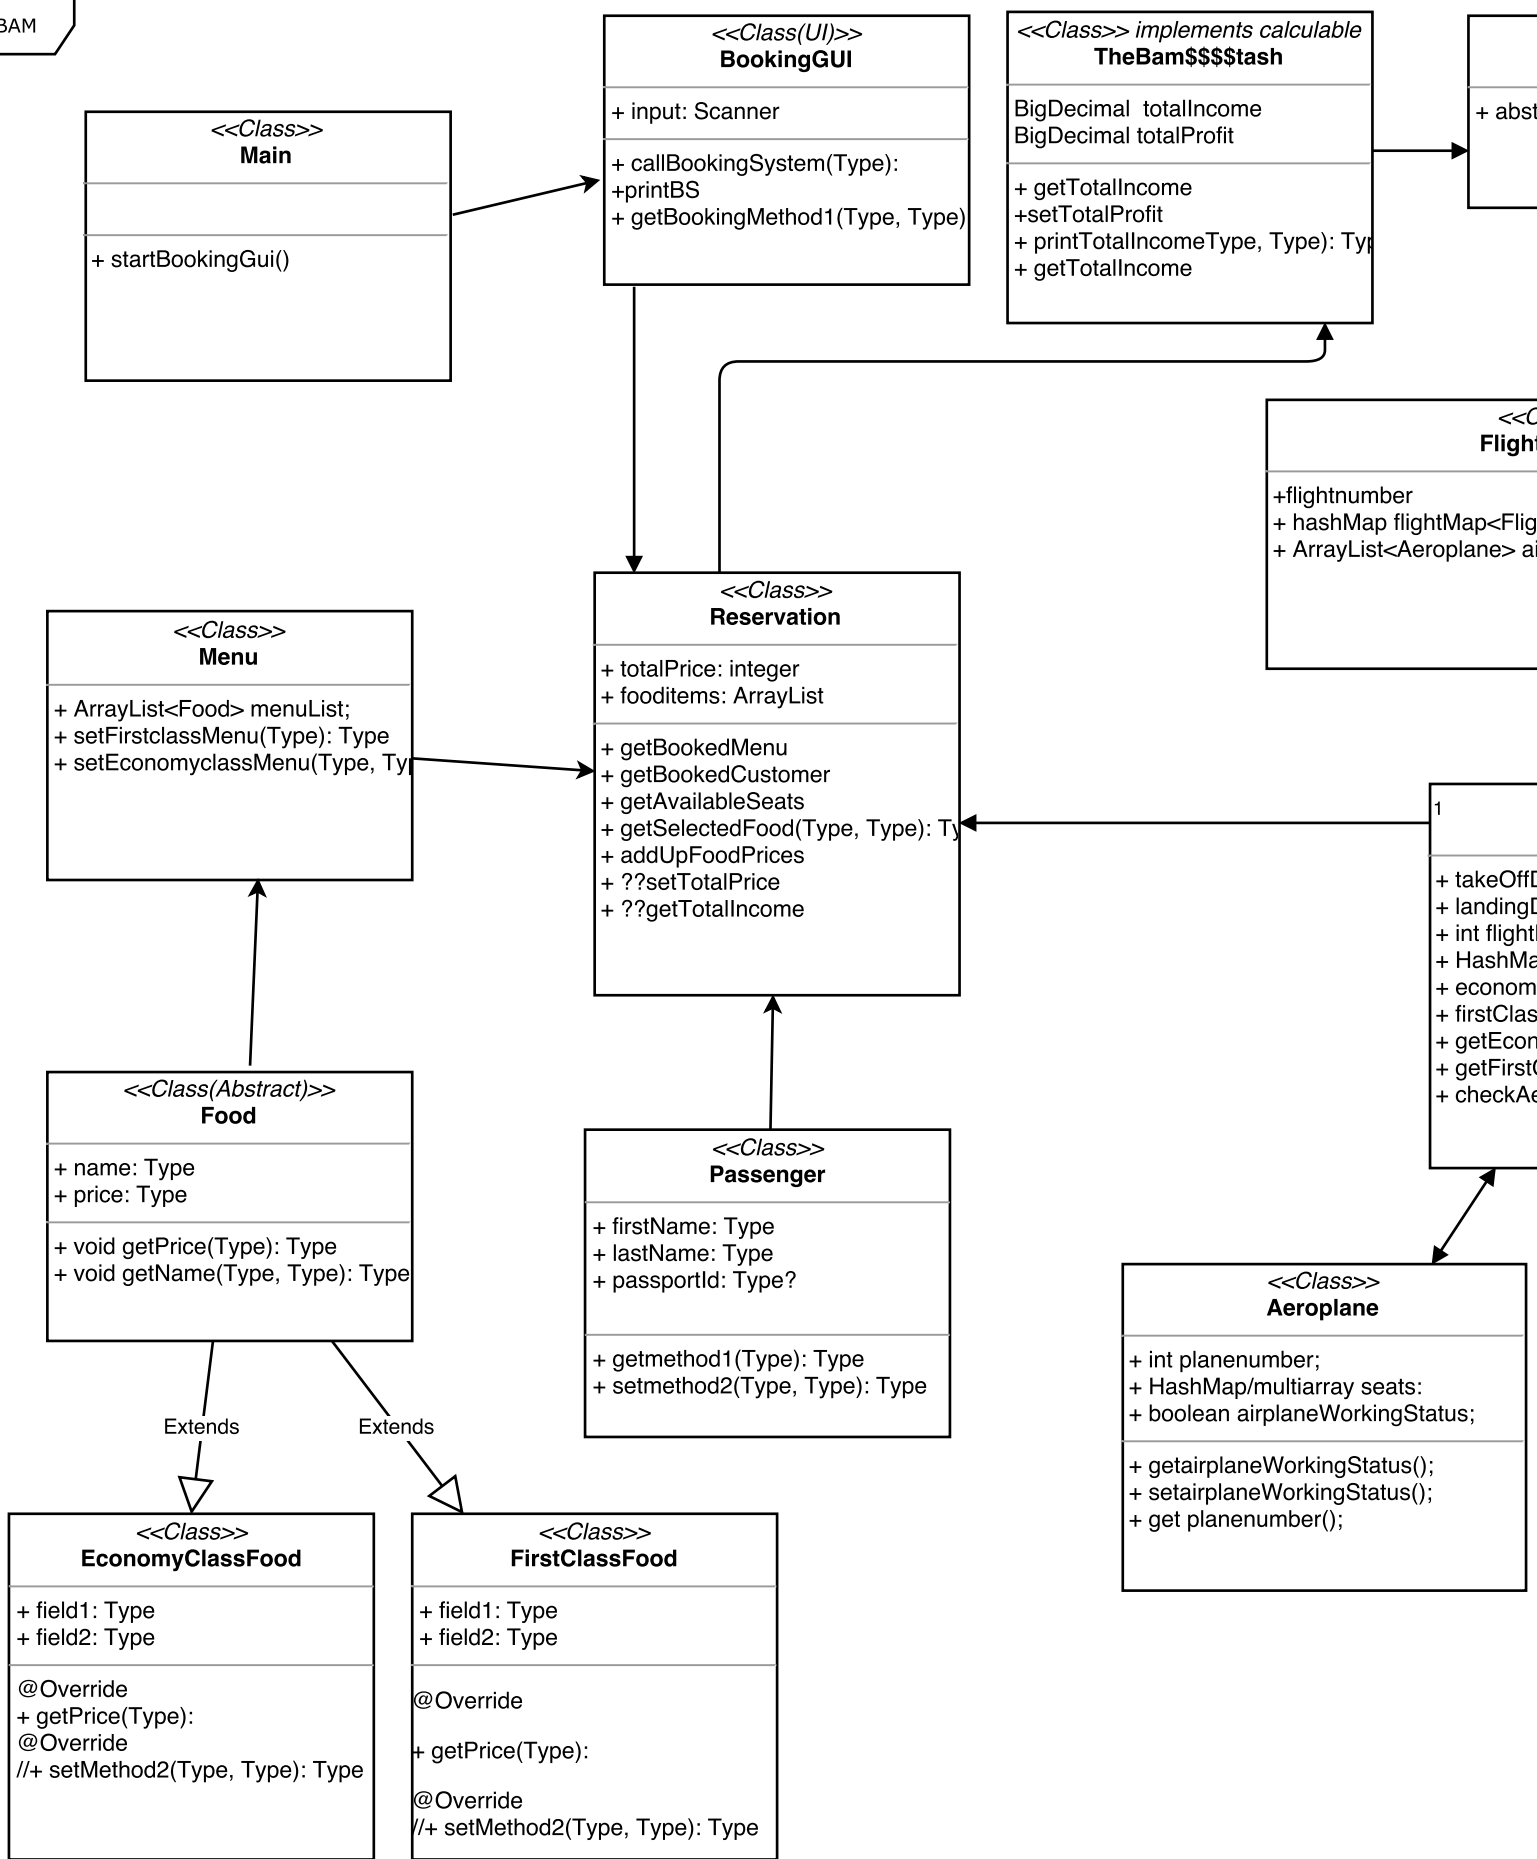 BAM
<<Class>>
Main
+ startBookingGui()
<<Class(UI)>>
BookingGUI
+ input: Scanner
+ callBookingSystem(Type):
+printBS
+ getBookingMethod1(Type, Type)
<<Class>> implements calculable
TheBam$$$$tash
BigDecimal  totalIncome
BigDecimal totalProfit
+ getTotalIncome
+setTotalProfit
+ printTotalIncomeType, Type): Typ
+ getTotalIncome
+ abst
<<C
Flight
+flightnumber
+ hashMap flightMap<Flig
+ ArrayList<Aeroplane> ai
<<Class>>
Menu
+ ArrayList<Food> menuList;
+ setFirstclassMenu(Type): Type
+ setEconomyclassMenu(Type, Typ
<<Class>>
Reservation
+ totalPrice: integer
+ fooditems: ArrayList
+ getBookedMenu
+ getBookedCustomer
+ getAvailableSeats
+ getSelectedFood(Type, Type): Ty
+ addUpFoodPrices
+ ??setTotalPrice
+ ??getTotalIncome
1
+ takeOffD
+ landingD
+ int flight
+ HashMa
+ econom
+ firstClas
+ getEcon
+ getFirstC
+ checkAe
<<Class(Abstract)>>
Food
+ name: Type
+ price: Type
+ void getPrice(Type): Type
+ void getName(Type, Type): Type
<<Class>>
Passenger
+ firstName: Type
+ lastName: Type
+ passportId: Type?
+ getmethod1(Type): Type
+ setmethod2(Type, Type): Type
<<Class>>
Aeroplane
+ int planenumber;
+ HashMap/multiarray seats:
+ boolean airplaneWorkingStatus;
+ getairplaneWorkingStatus();
+ setairplaneWorkingStatus();
+ get planenumber();
Extends
Extends
<<Class>>
EconomyClassFood
+ field1: Type
+ field2: Type
@Override
+ getPrice(Type):
@Override
//+ setMethod2(Type, Type): Type
<<Class>>
FirstClassFood
+ field1: Type
+ field2: Type
@Override
+ getPrice(Type):
@Override
//+ setMethod2(Type, Type): Type